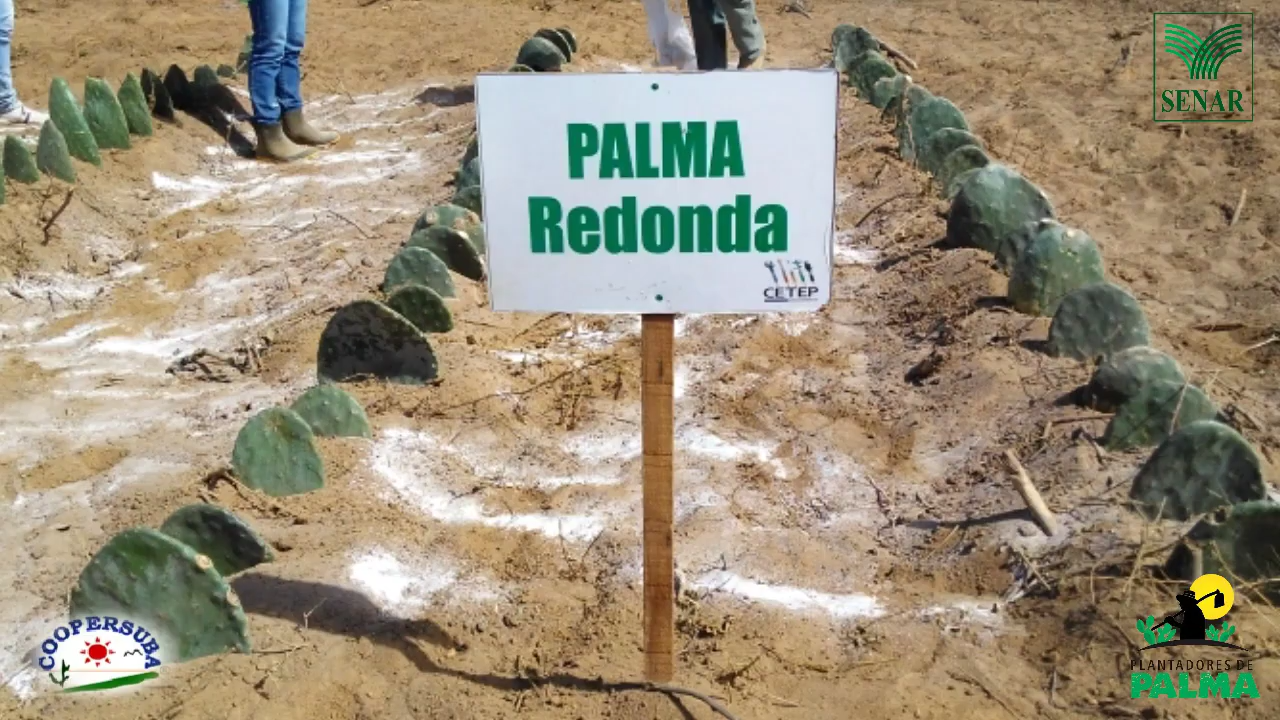 SENAR
PALMA
Redonda
CETEP
COOPERSUBA
PLANTADORES DE
PALMA